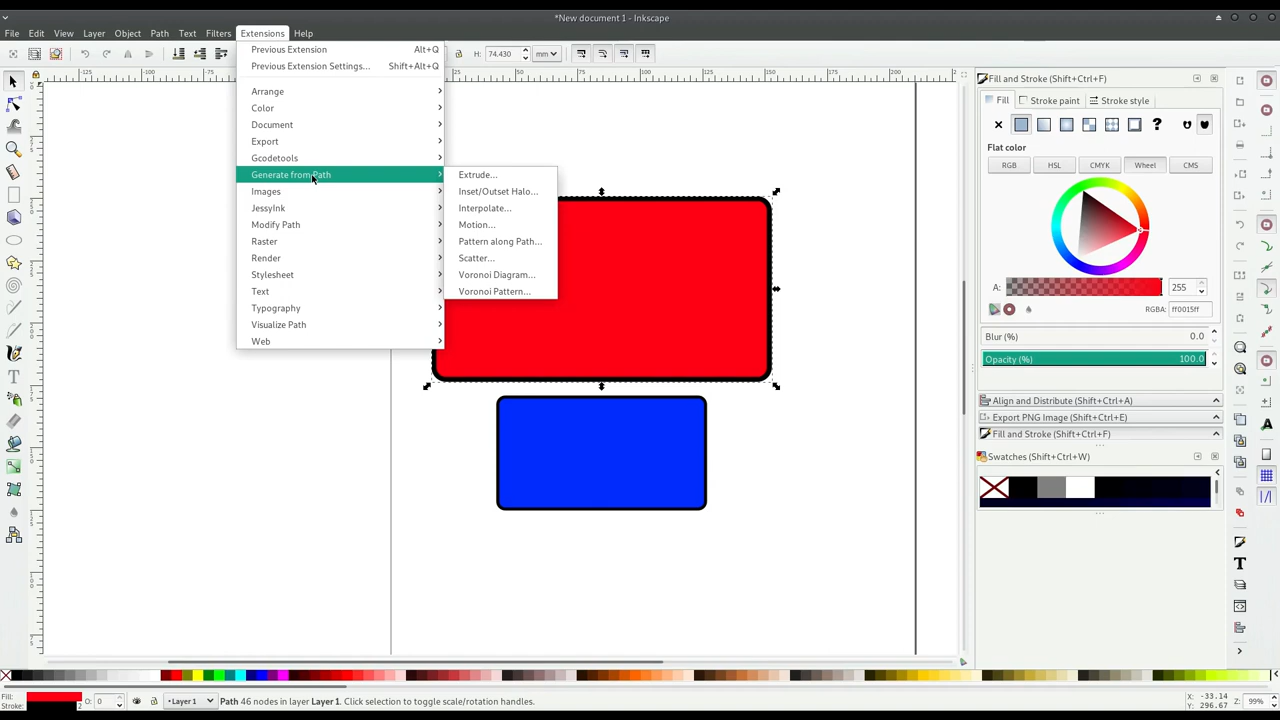 *New document 1 - Inkscape
File Edit View Layer Object Path Text Filters Extensions Help
Previous Extension Alt+Q
Previous Extension Settings... Shift+Alt+Q
H: 74.430 mm
Arrange
Color
Document
Export
Gcodetools
Generate from Path
Images
JessyInk
Modify Path
Raster
Render
Stylesheet
Text
Typography
Visualize Path
Web
Extrude...
Inset/Outset Halo...
Interpolate...
Motion...
Pattern along Path...
Scatter...
Voronoi Diagram...
Voronoi Pattern...
Fill and Stroke (Shift+Ctrl+F)
Fill Stroke paint Stroke style
Flat color
RGB HSL CMYK Wheel CMS
A: 255
RGBA: ff0015ff
Blur (%) 0.0
Opacity (%) 100.0
Align and Distribute (Shift+Ctrl+A)
Export PNG Image (Shift+Ctrl+E)
Fill and Stroke (Shift+Ctrl+F)
Swatches (Shift+Ctrl+W)
Fill:
Stroke: 2
O: 0
Layer 1
Path 46 nodes in layer Layer 1. Click selection to toggle scale/rotation handles.
X: -33.14
Y: 296.67
Z: 99%